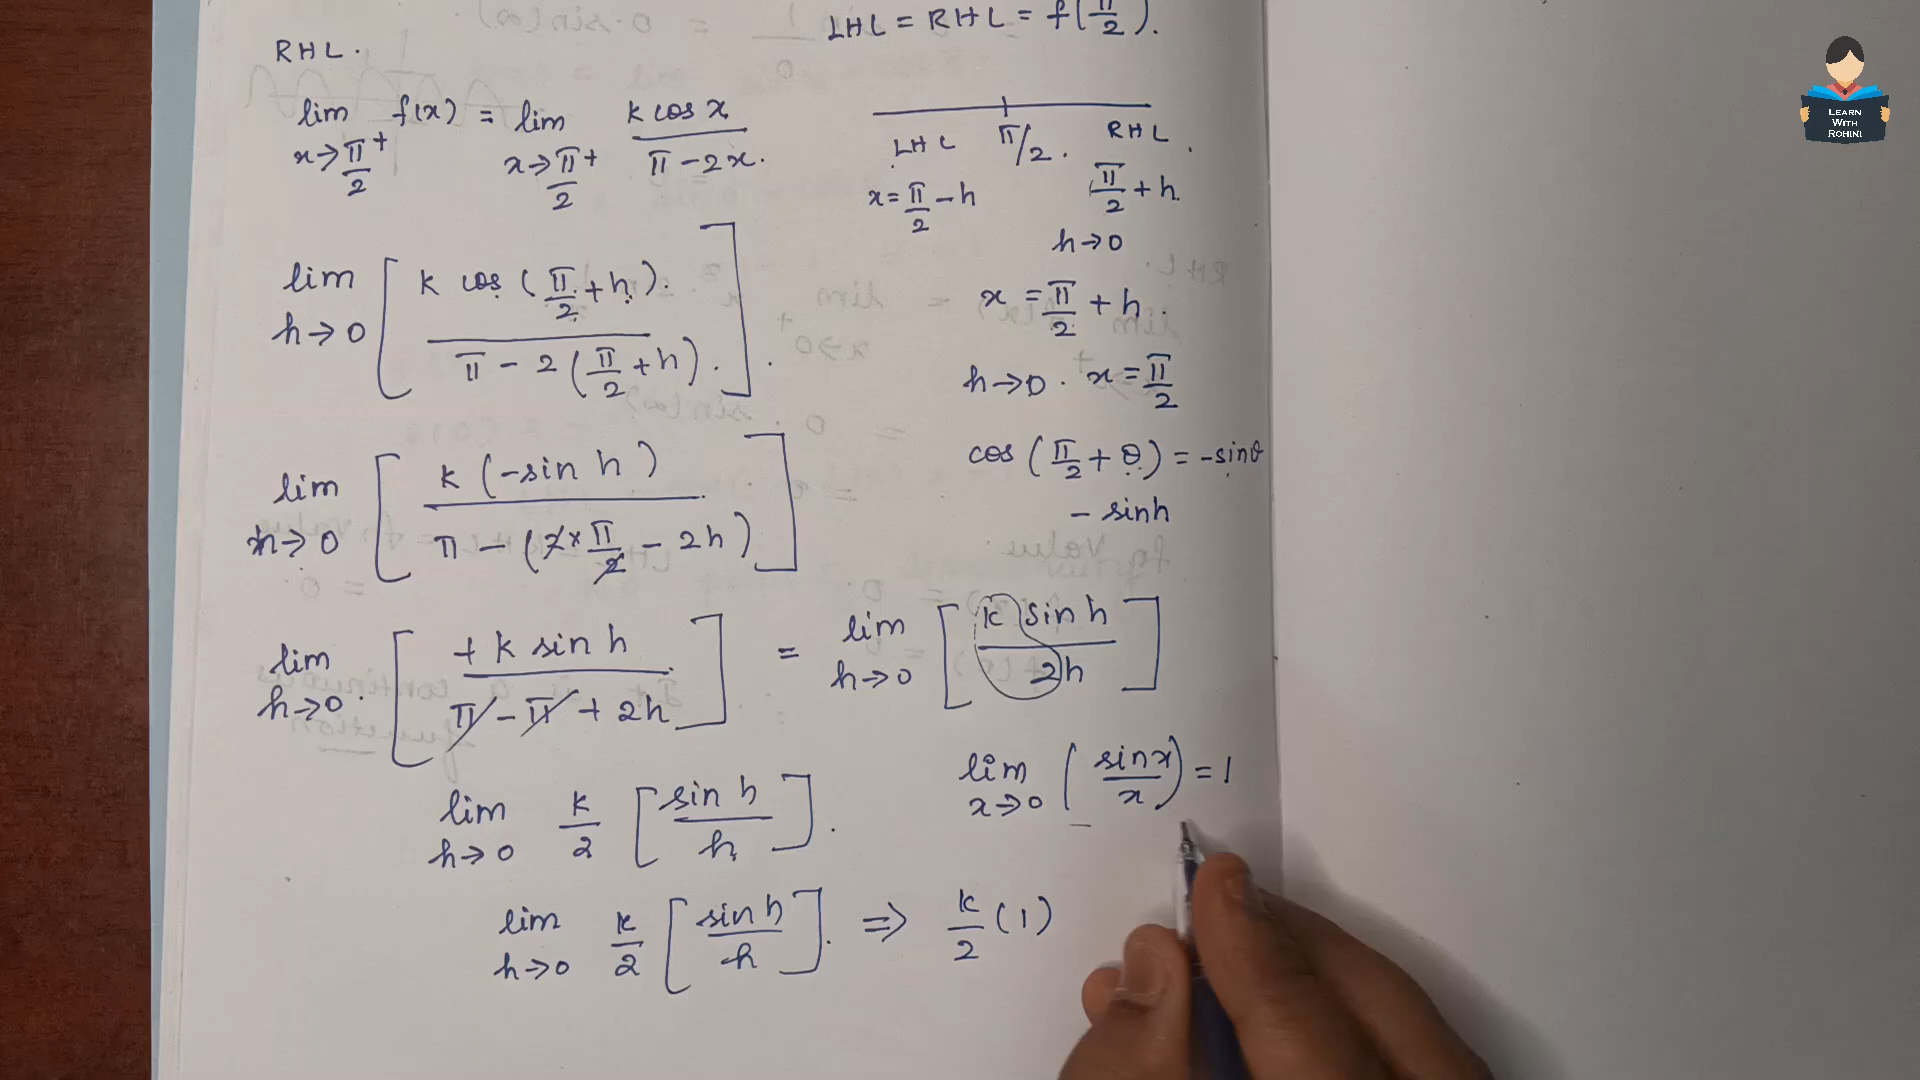 LHL = RHL = f(π/2).
RHL.
lim x→π/2⁺ f(x) = lim x→π/2⁺ k cos x / π - 2x.
LHL π/2. RHL.
x = π/2 - h π/2 + h.
h→0
lim h→0 [ k cos (π/2 + h). / π - 2(π/2 + h). ].
x = π/2 + h.
h→0. x = π/2
cos (π/2 + θ) = -sinθ
- sinh
lim h→0 [ k (-sin h) / π - (2×π/2 - 2h) ]
lim h→0. [ + k sin h / π - π + 2h ] = lim h→0 [ k sin h / 2h ]
lim x→0 ( sin x / x ) = 1
lim h→0 k/2 [ sin h / h ].
lim h→0 k/2 [ sin h / h ]. ⇒ k/2 (1)
LEARN
WITH
ROHINI